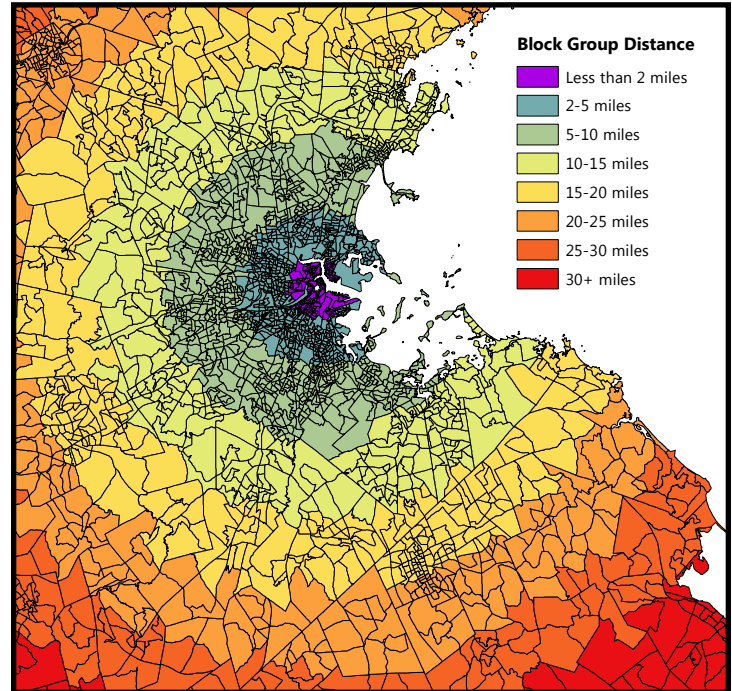 Block Group Distance
Less than 2 miles
2-5 miles
5-10 miles
10-15 miles
15-20 miles
20-25 miles
25-30 miles
30+ miles